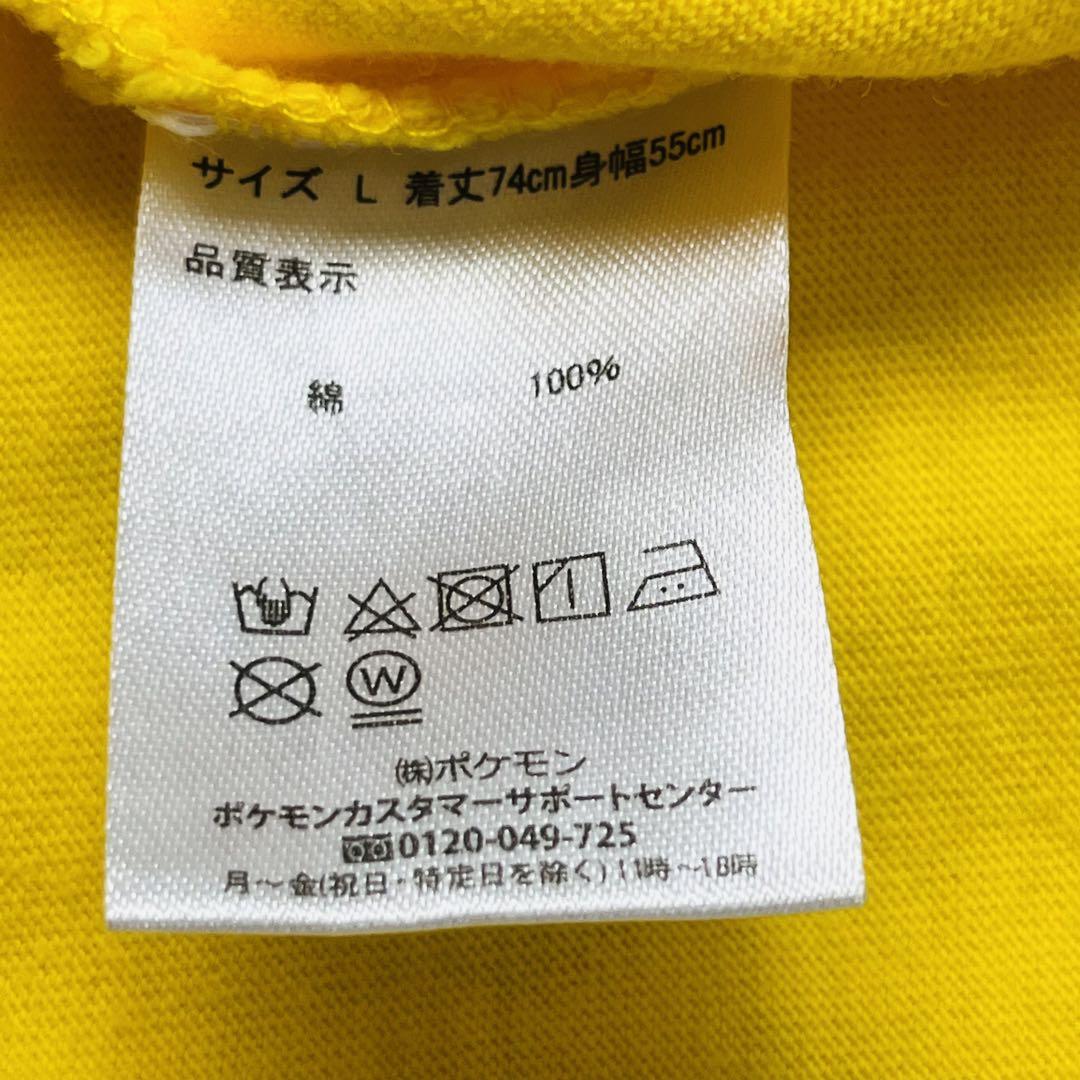 サイズ L 着丈74cm身幅55cm
品質表示
綿 100%
W
㈱ポケモン
ポケモンカスタマーサポートセンター
0120-049-725
月～金(祝日・特定日を除く)11時～18時